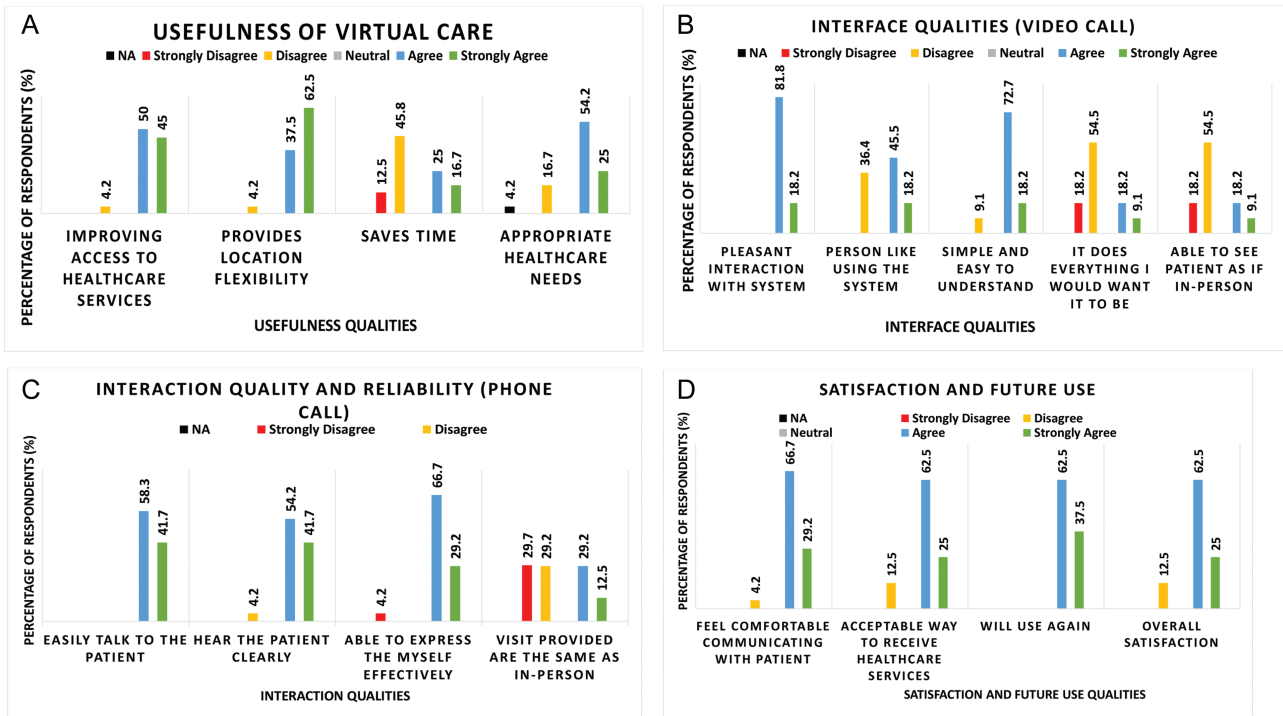 A
USEFULNESS OF VIRTUAL CARE
NA Strongly Disagree Disagree Neutral Agree Strongly Agree
PERCENTAGE OF RESPONDENTS (%)
4.2 50 45
4.2 37.5 62.5
12.5 45.8 25 16.7
4.2 16.7 54.2 25
IMPROVING
ACCESS TO
HEALTHCARE
SERVICES
PROVIDES
LOCATION
FLEXIBILITY
SAVES TIME
APPROPRIATE
HEALTHCARE
NEEDS
USEFULNESS QUALITIES
B
INTERFACE QUALITIES (VIDEO CALL)
NA Strongly Disagree Disagree Neutral Agree Strongly Agree
PERCENTAGE OF RESPONDENTS (%)
81.8 18.2
36.4 45.5 18.2
9.1 72.7 18.2
18.2 54.5 18.2 9.1
18.2 54.5 18.2 9.1
PLEASANT
INTERACTION
WITH SYSTEM
PERSON LIKE
USING THE
SYSTEM
SIMPLE AND
EASY TO
UNDERSTAND
IT DOES
EVERYTHING I
WOULD WANT
IT TO BE
ABLE TO SEE
PATIENT AS IF
IN-PERSON
INTERFACE QUALITIES
C
INTERACTION QUALITY AND RELIABILITY (PHONE
CALL)
NA Strongly Disagree Disagree
PERCENTAGE OF RESPONDENTS (%)
58.3 41.7
4.2 54.2 41.7
4.2 66.7 29.2
29.7 29.2 29.2 12.5
EASILY TALK TO THE
PATIENT
HEAR THE PATIENT
CLEARLY
ABLE TO EXPRESS
THE MYSELF
EFFECTIVELY
VISIT PROVIDED
ARE THE SAME AS
IN-PERSON
INTERACTION QUALITIES
D
SATISFACTION AND FUTURE USE
NA Strongly Disagree Disagree
Neutral Agree Strongly Agree
PERCENTAGE OF RESPONDENTS (%)
4.2 66.7 29.2
12.5 62.5 25
62.5 37.5
12.5 62.5 25
FEEL COMFORTABLE
COMMUNICATING
WITH PATIENT
ACCEPTABLE WAY
TO RECEIVE
HEALTHCARE
SERVICES
WILL USE AGAIN
OVERALL
SATISFACTION
SATISFACTION AND FUTURE USE QUALITIES